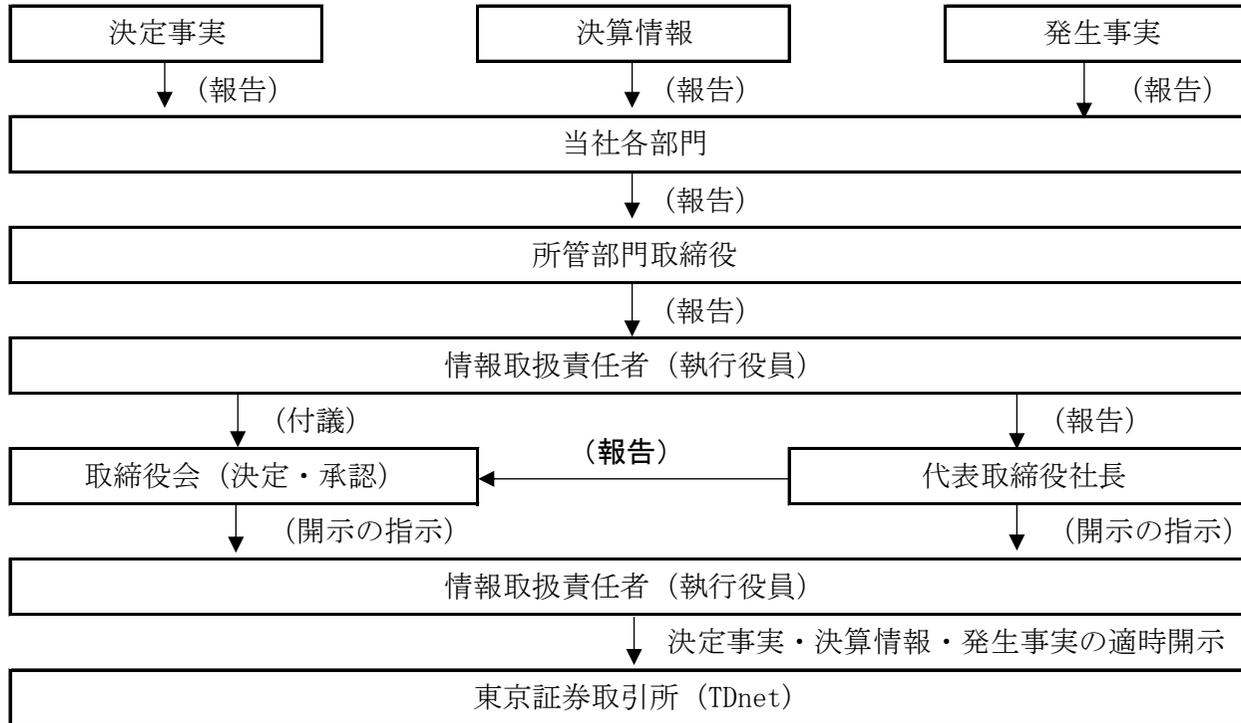 決定事実 決算情報 発生事実
（報告） （報告） （報告）
当社各部門
（報告）
所管部門取締役
（報告）
情報取扱責任者（執行役員）
（付議） （報告）
（報告）
取締役会（決定・承認） 代表取締役社長
（開示の指示） （開示の指示）
情報取扱責任者（執行役員）
決定事実・決算情報・発生事実の適時開示
東京証券取引所（TDnet）